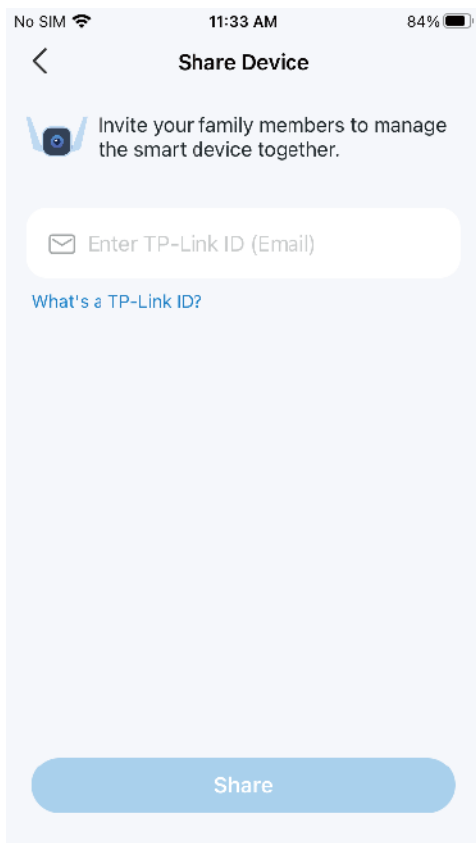 No SIM 11:33 AM 84%
Share Device
Invite your family members to manage
the smart device together.
Enter TP-Link ID (Email)
What's a TP-Link ID?
Share